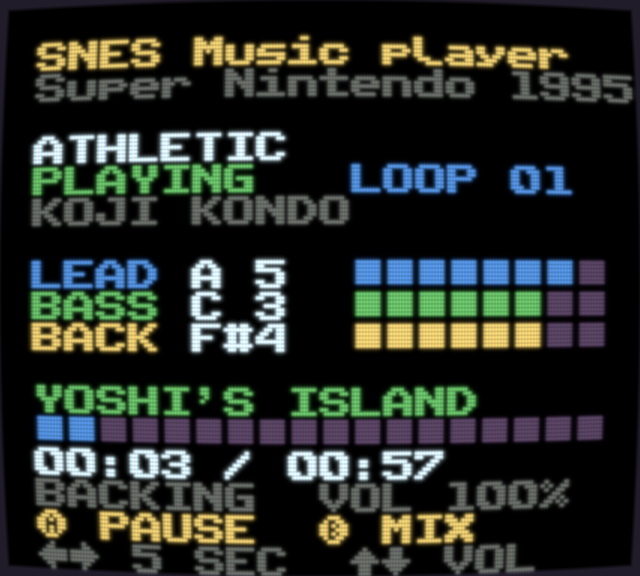 SNES Music player
Super Nintendo 1995
ATHLETIC
PLAYING LOOP 01
KOJI KONDO
LEAD A 5
BASS C 3
BACK F#4
YOSHI'S ISLAND
00:03 / 00:57
BACKING VOL 100%
Ⓐ PAUSE Ⓑ MIX
←→ 5 SEC ↑↓ VOL